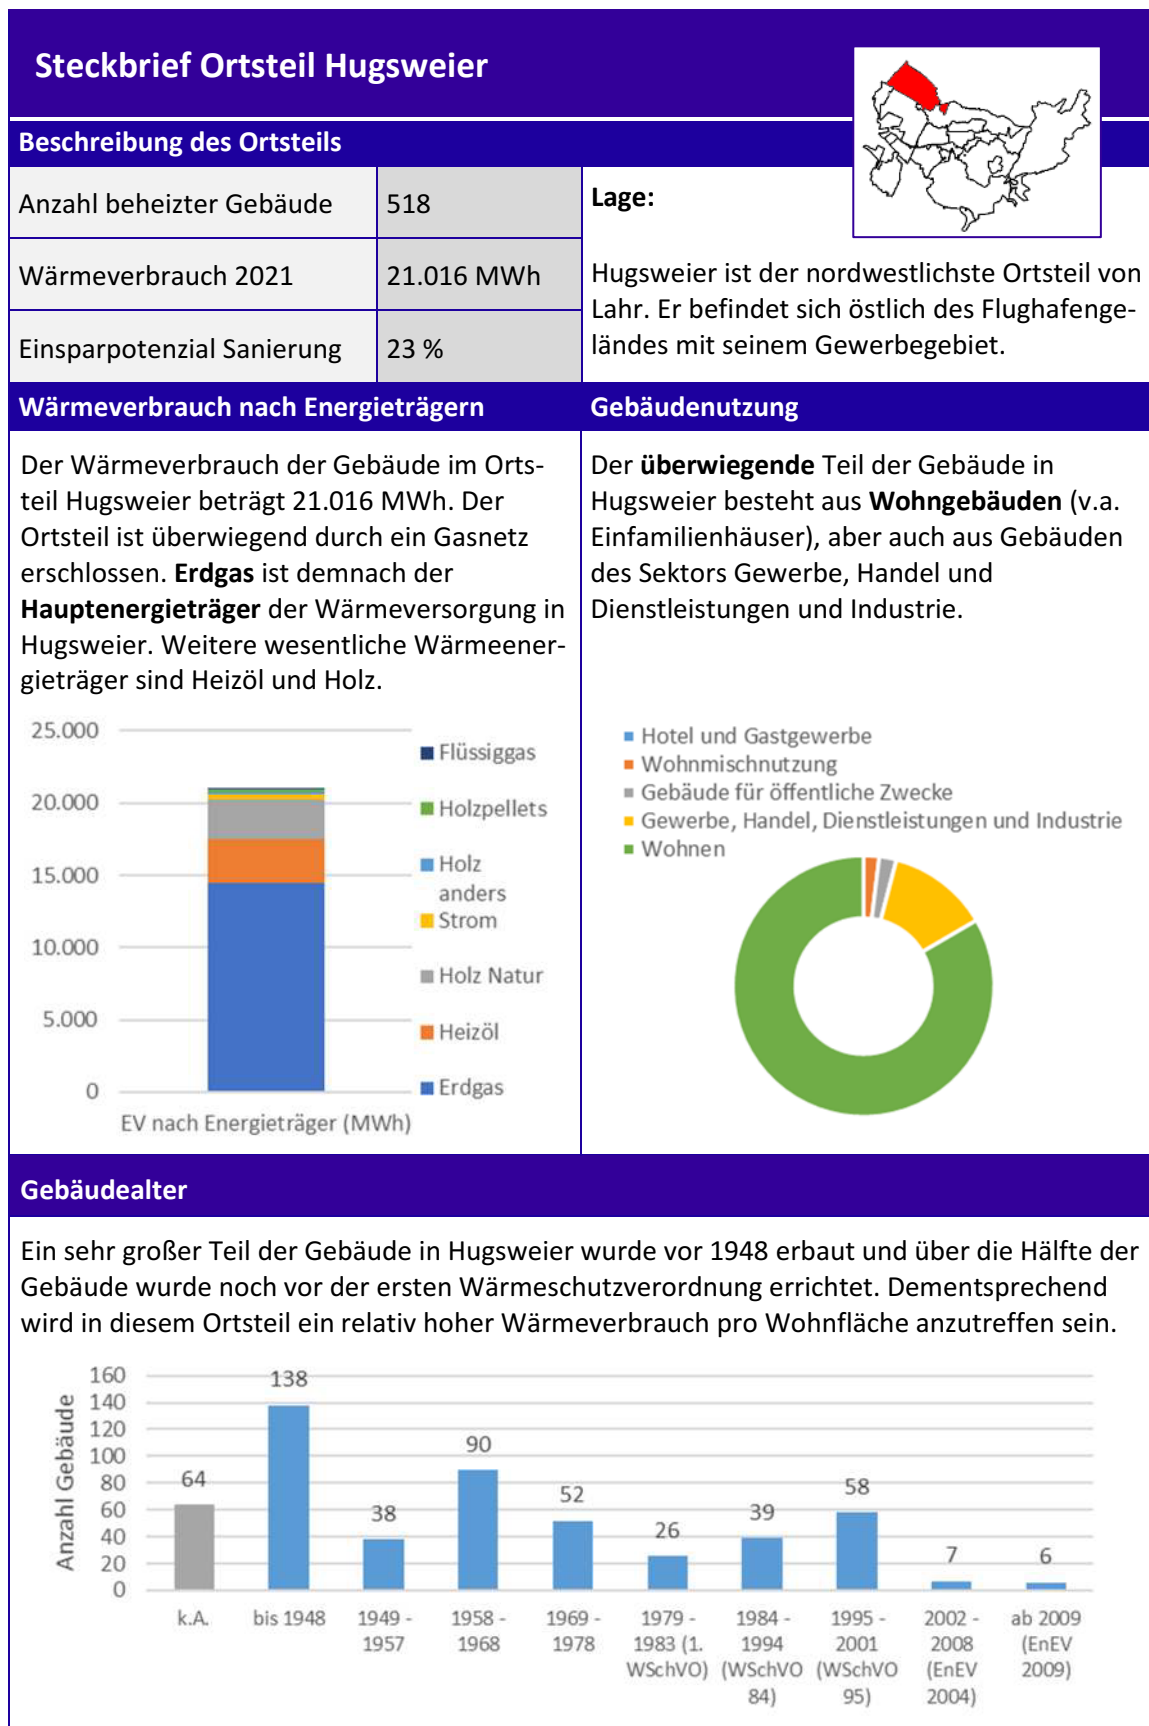 Steckbrief Ortsteil Hugsweier
Beschreibung des Ortsteils
Anzahl beheizter Gebäude 518
Wärmeverbrauch 2021 21.016 MWh
Einsparpotenzial Sanierung 23 %
Lage:
Hugsweier ist der nordwestlichste Ortsteil von
Lahr. Er befindet sich östlich des Flughafenge-
ländes mit seinem Gewerbegebiet.
Wärmeverbrauch nach Energieträgern
Der Wärmeverbrauch der Gebäude im Orts-
teil Hugsweier beträgt 21.016 MWh. Der
Ortsteil ist überwiegend durch ein Gasnetz
erschlossen. Erdgas ist demnach der
Hauptenergieträger der Wärmeversorgung in
Hugsweier. Weitere wesentliche Wärmeener-
gieträger sind Heizöl und Holz.
25.000
20.000
15.000
10.000
5.000
0
EV nach Energieträger (MWh)
Flüssiggas
Holzpellets
Holz
anders
Strom
Holz Natur
Heizöl
Erdgas
Gebäudenutzung
Der überwiegende Teil der Gebäude in
Hugsweier besteht aus Wohngebäuden (v.a.
Einfamilienhäuser), aber auch aus Gebäuden
des Sektors Gewerbe, Handel und
Dienstleistungen und Industrie.
Hotel und Gastgewerbe
Wohnmischnutzung
Gebäude für öffentliche Zwecke
Gewerbe, Handel, Dienstleistungen und Industrie
Wohnen
Gebäudealter
Ein sehr großer Teil der Gebäude in Hugsweier wurde vor 1948 erbaut und über die Hälfte der
Gebäude wurde noch vor der ersten Wärmeschutzverordnung errichtet. Dementsprechend
wird in diesem Ortsteil ein relativ hoher Wärmeverbrauch pro Wohnfläche anzutreffen sein.
Anzahl Gebäude
160
140
120
100
80
60
40
20
0
64 138 38 90 52 26 39 58 7 6
k.A. bis 1948 1949 - 1958 - 1969 - 1979 - 1984 - 1995 - 2002 - ab 2009
1957 1968 1978 1983 (1. 1994 2001 2008 (EnEV
WSchVO) (WSchVO (WSchVO (EnEV 2009)
84) 95) 2004)